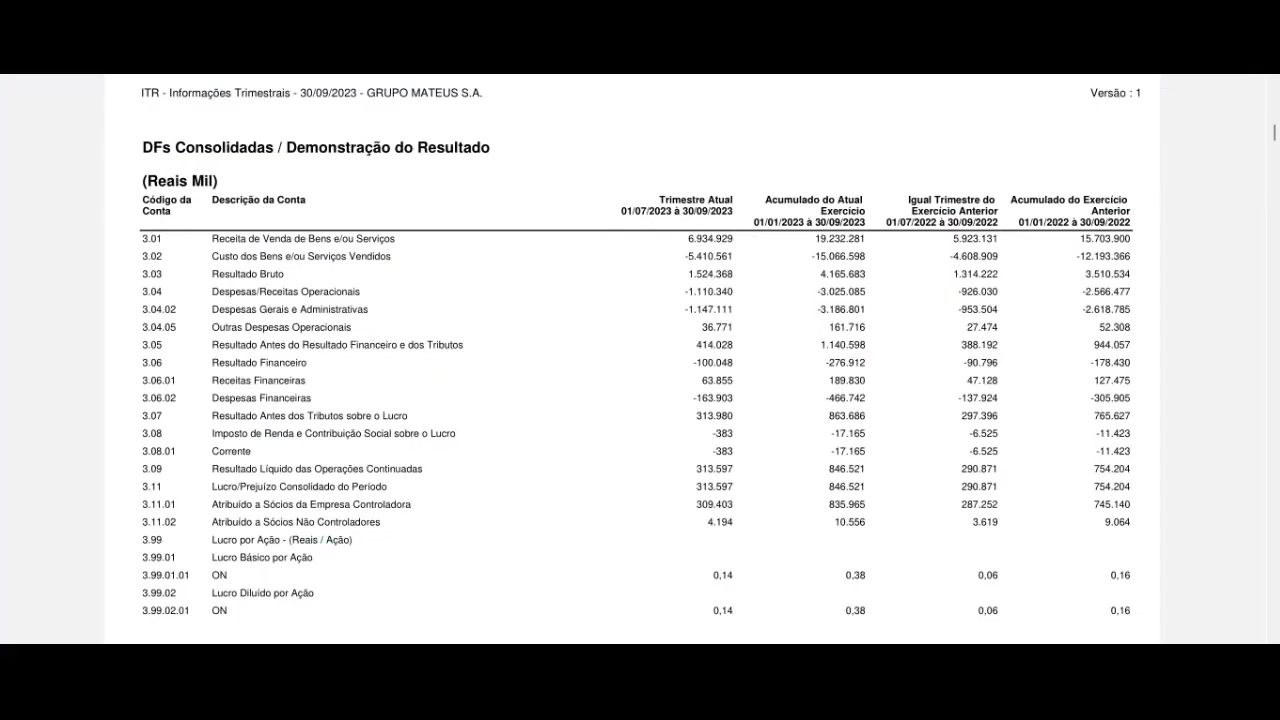 ITR - Informações Trimestrais - 30/09/2023 - GRUPO MATEUS S.A. Versão : 1
DFs Consolidadas / Demonstração do Resultado
(Reais Mil)
Código da Conta Descrição da Conta Trimestre Atual 01/07/2023 à 30/09/2023 Acumulado do Atual Exercício 01/01/2023 à 30/09/2023 Igual Trimestre do Exercício Anterior 01/07/2022 à 30/09/2022 Acumulado do Exercício Anterior 01/01/2022 à 30/09/2022
3.01 Receita de Venda de Bens e/ou Serviços 6.934.929 19.232.281 5.923.131 15.703.900
3.02 Custo dos Bens e/ou Serviços Vendidos -5.410.561 -15.066.598 -4.608.909 -12.193.366
3.03 Resultado Bruto 1.524.368 4.165.683 1.314.222 3.510.534
3.04 Despesas/Receitas Operacionais -1.110.340 -3.025.085 -926.030 -2.566.477
3.04.02 Despesas Gerais e Administrativas -1.147.111 -3.186.801 -953.504 -2.618.785
3.04.05 Outras Despesas Operacionais 36.771 161.716 27.474 52.308
3.05 Resultado Antes do Resultado Financeiro e dos Tributos 414.028 1.140.598 388.192 944.057
3.06 Resultado Financeiro -100.048 -276.912 -90.796 -178.430
3.06.01 Receitas Financeiras 63.855 189.830 47.128 127.475
3.06.02 Despesas Financeiras -163.903 -466.742 -137.924 -305.905
3.07 Resultado Antes dos Tributos sobre o Lucro 313.980 863.686 297.396 765.627
3.08 Imposto de Renda e Contribuição Social sobre o Lucro -383 -17.165 -6.525 -11.423
3.08.01 Corrente -383 -17.165 -6.525 -11.423
3.09 Resultado Líquido das Operações Continuadas 313.597 846.521 290.871 754.204
3.11 Lucro/Prejuízo Consolidado do Período 313.597 846.521 290.871 754.204
3.11.01 Atribuído a Sócios da Empresa Controladora 309.403 835.965 287.252 745.140
3.11.02 Atribuído a Sócios Não Controladores 4.194 10.556 3.619 9.064
3.99 Lucro por Ação - (Reais / Ação)
3.99.01 Lucro Básico por Ação
3.99.01.01 ON 0,14 0,38 0,06 0,16
3.99.02 Lucro Diluído por Ação
3.99.02.01 ON 0,14 0,38 0,06 0,16